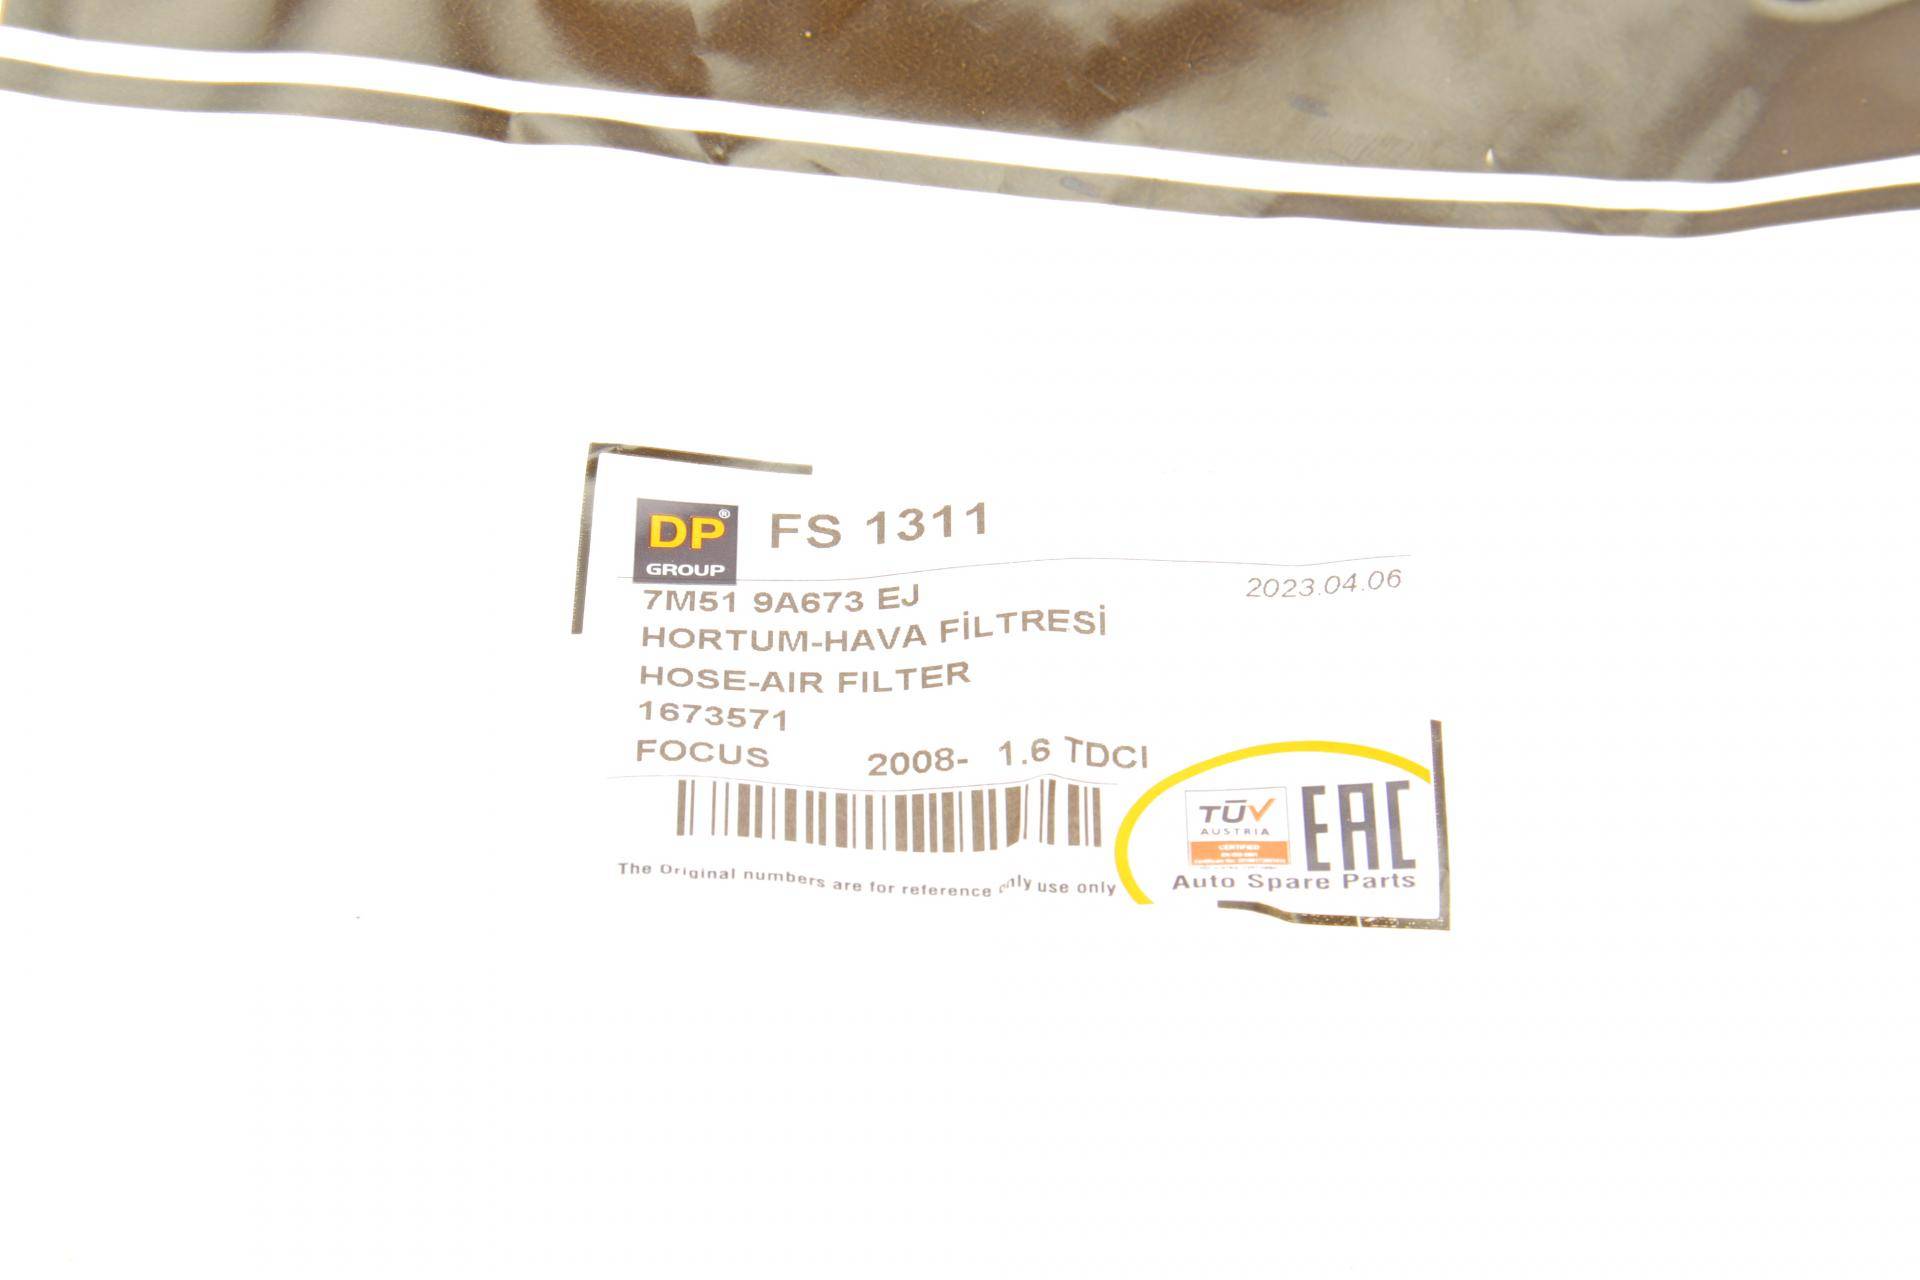 DP®
GROUP
FS 1311
2023.04.06
7M51 9A673 EJ
HORTUM-HAVA FİLTRESİ
HOSE-AIR FILTER
1673571
FOCUS 2008- 1.6 TDCI
The Original numbers are for reference only use only
TÜV
AUSTRIA
CERTIFIED
EAC
Auto Spare Parts